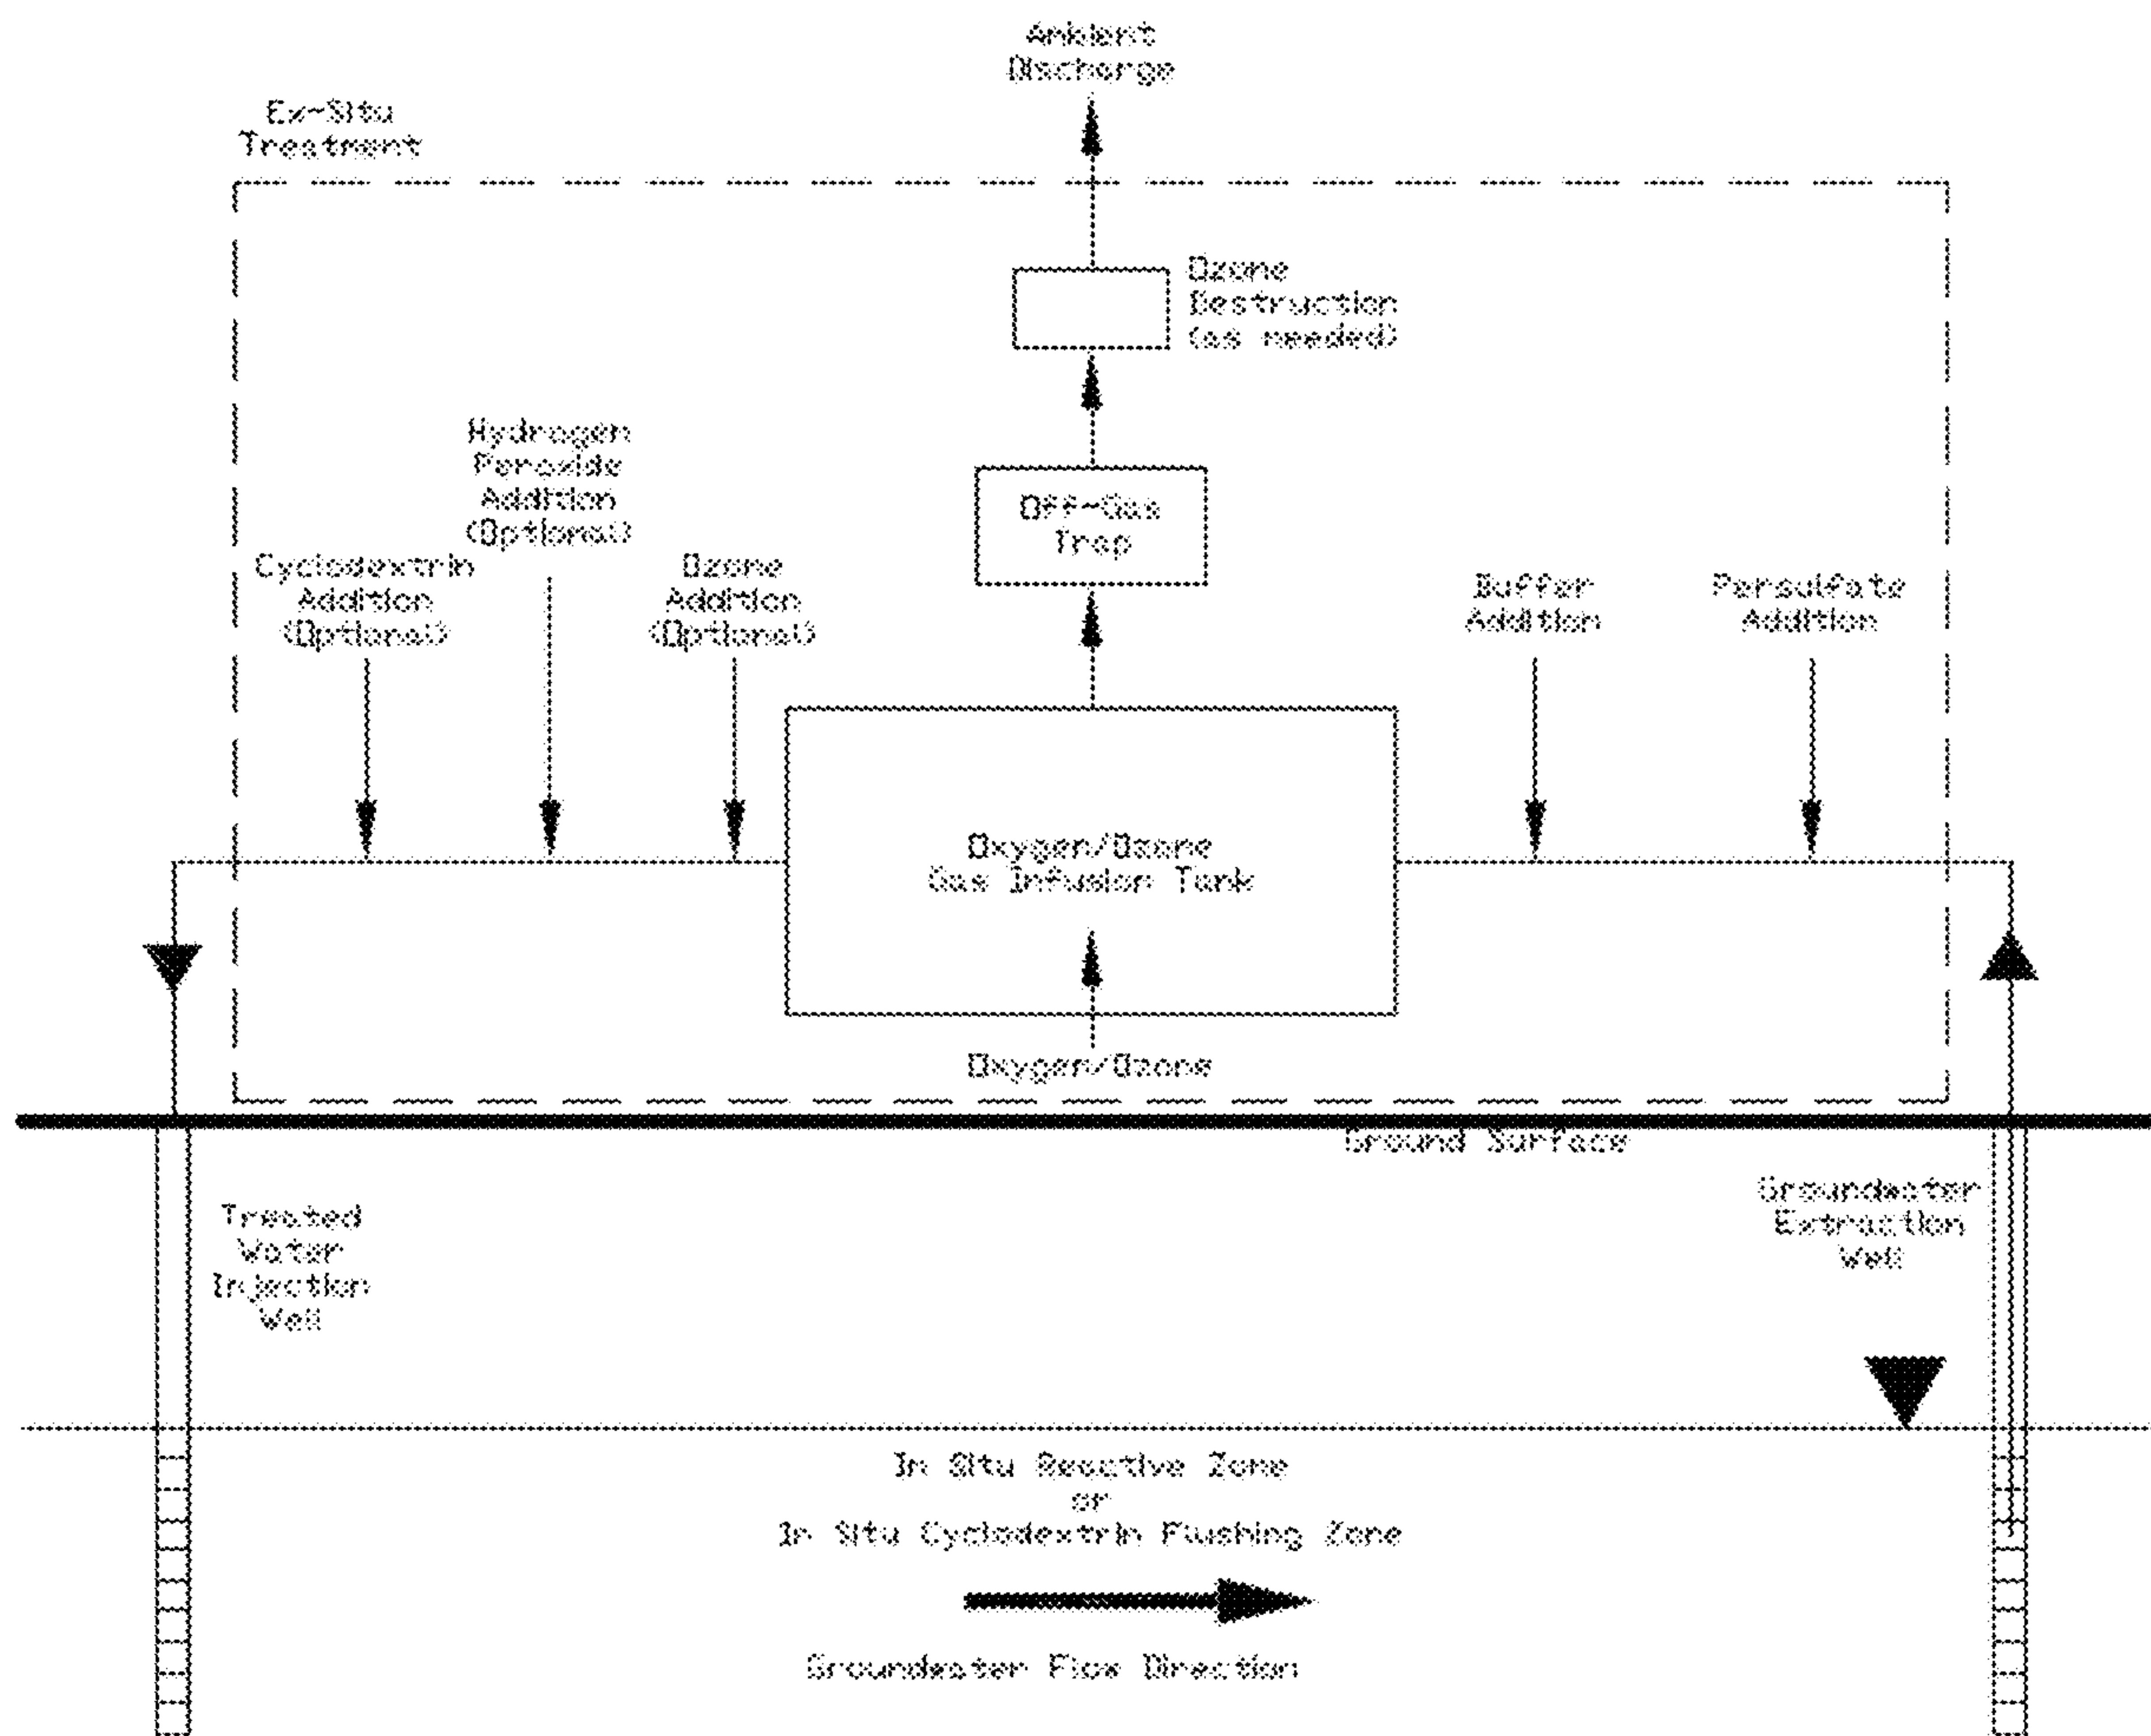 Ambient
Discharge
Ex-Situ
Treatment
Ozone
Destruction
(as needed)
Hydrogen
Peroxide
Addition
(Optional)
Off-Gas
Trap
Cyclodextrin
Addition
(Optional)
Ozone
Addition
(Optional)
Buffer
Addition
Persulfate
Addition
Oxygen/Ozone
Gas Infusion Tank
Oxygen/Ozone
Ground Surface
Treated
Water
Injection
Well
Groundwater
Extraction
Well
In Situ Reactive Zone
or
In Situ Cyclodextrin Flushing Zone
Groundwater Flow Direction